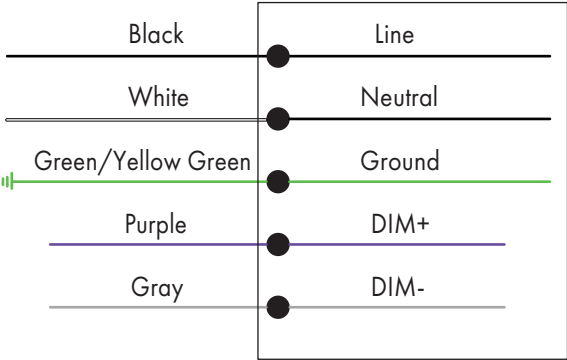 Black Line
White Neutral
Green/Yellow Green Ground
Purple DIM+
Gray DIM-